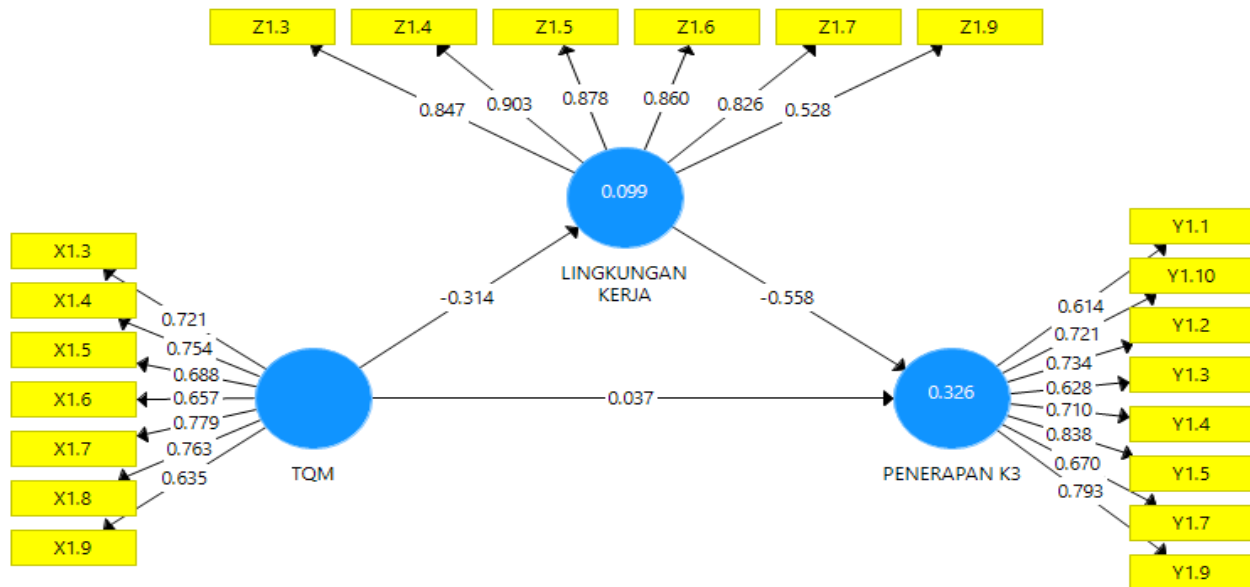 Z1.3
Z1.4
Z1.5
Z1.6
Z1.7
Z1.9
0.847
0.903
0.878
0.860
0.826
0.528
0.099
LINGKUNGAN
KERJA
-0.314
-0.558
X1.3
X1.4
X1.5
X1.6
X1.7
X1.8
X1.9
0.721
0.754
0.688
0.657
0.779
0.763
0.635
TQM
0.037
0.326
PENERAPAN K3
0.614
0.721
0.734
0.628
0.710
0.838
0.670
0.793
Y1.1
Y1.10
Y1.2
Y1.3
Y1.4
Y1.5
Y1.7
Y1.9